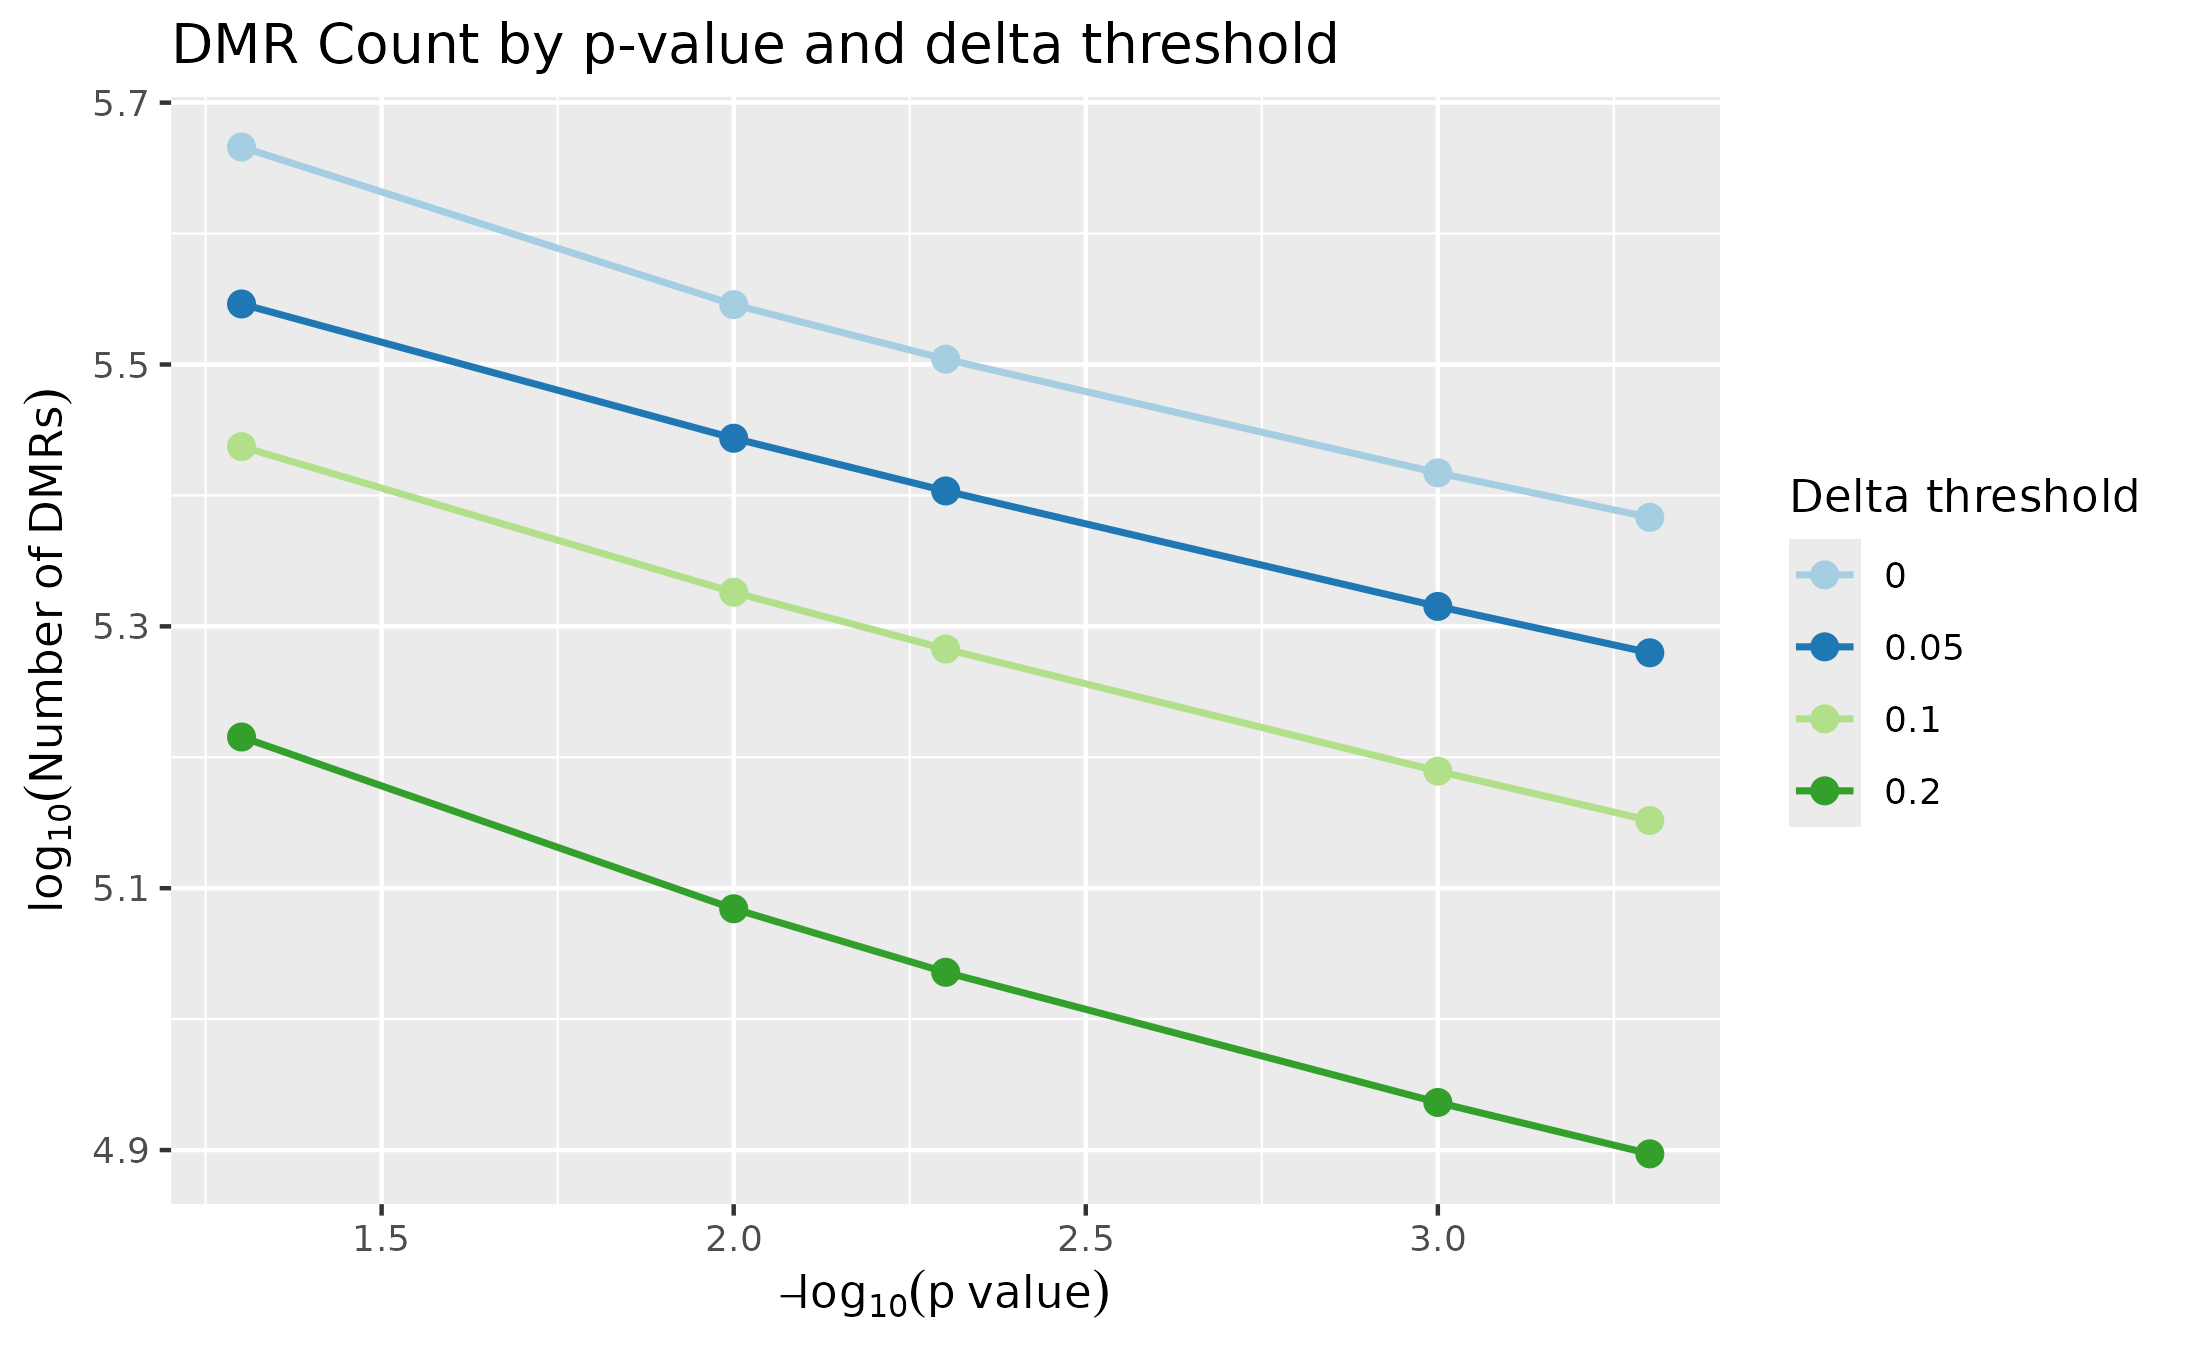 DMR Count by p-value and delta threshold
5.7
5.5
5.3
5.1
4.9
log₁₀(Number of DMRs)
1.5 2.0 2.5 3.0
−log₁₀(p value)
Delta threshold
0
0.05
0.1
0.2